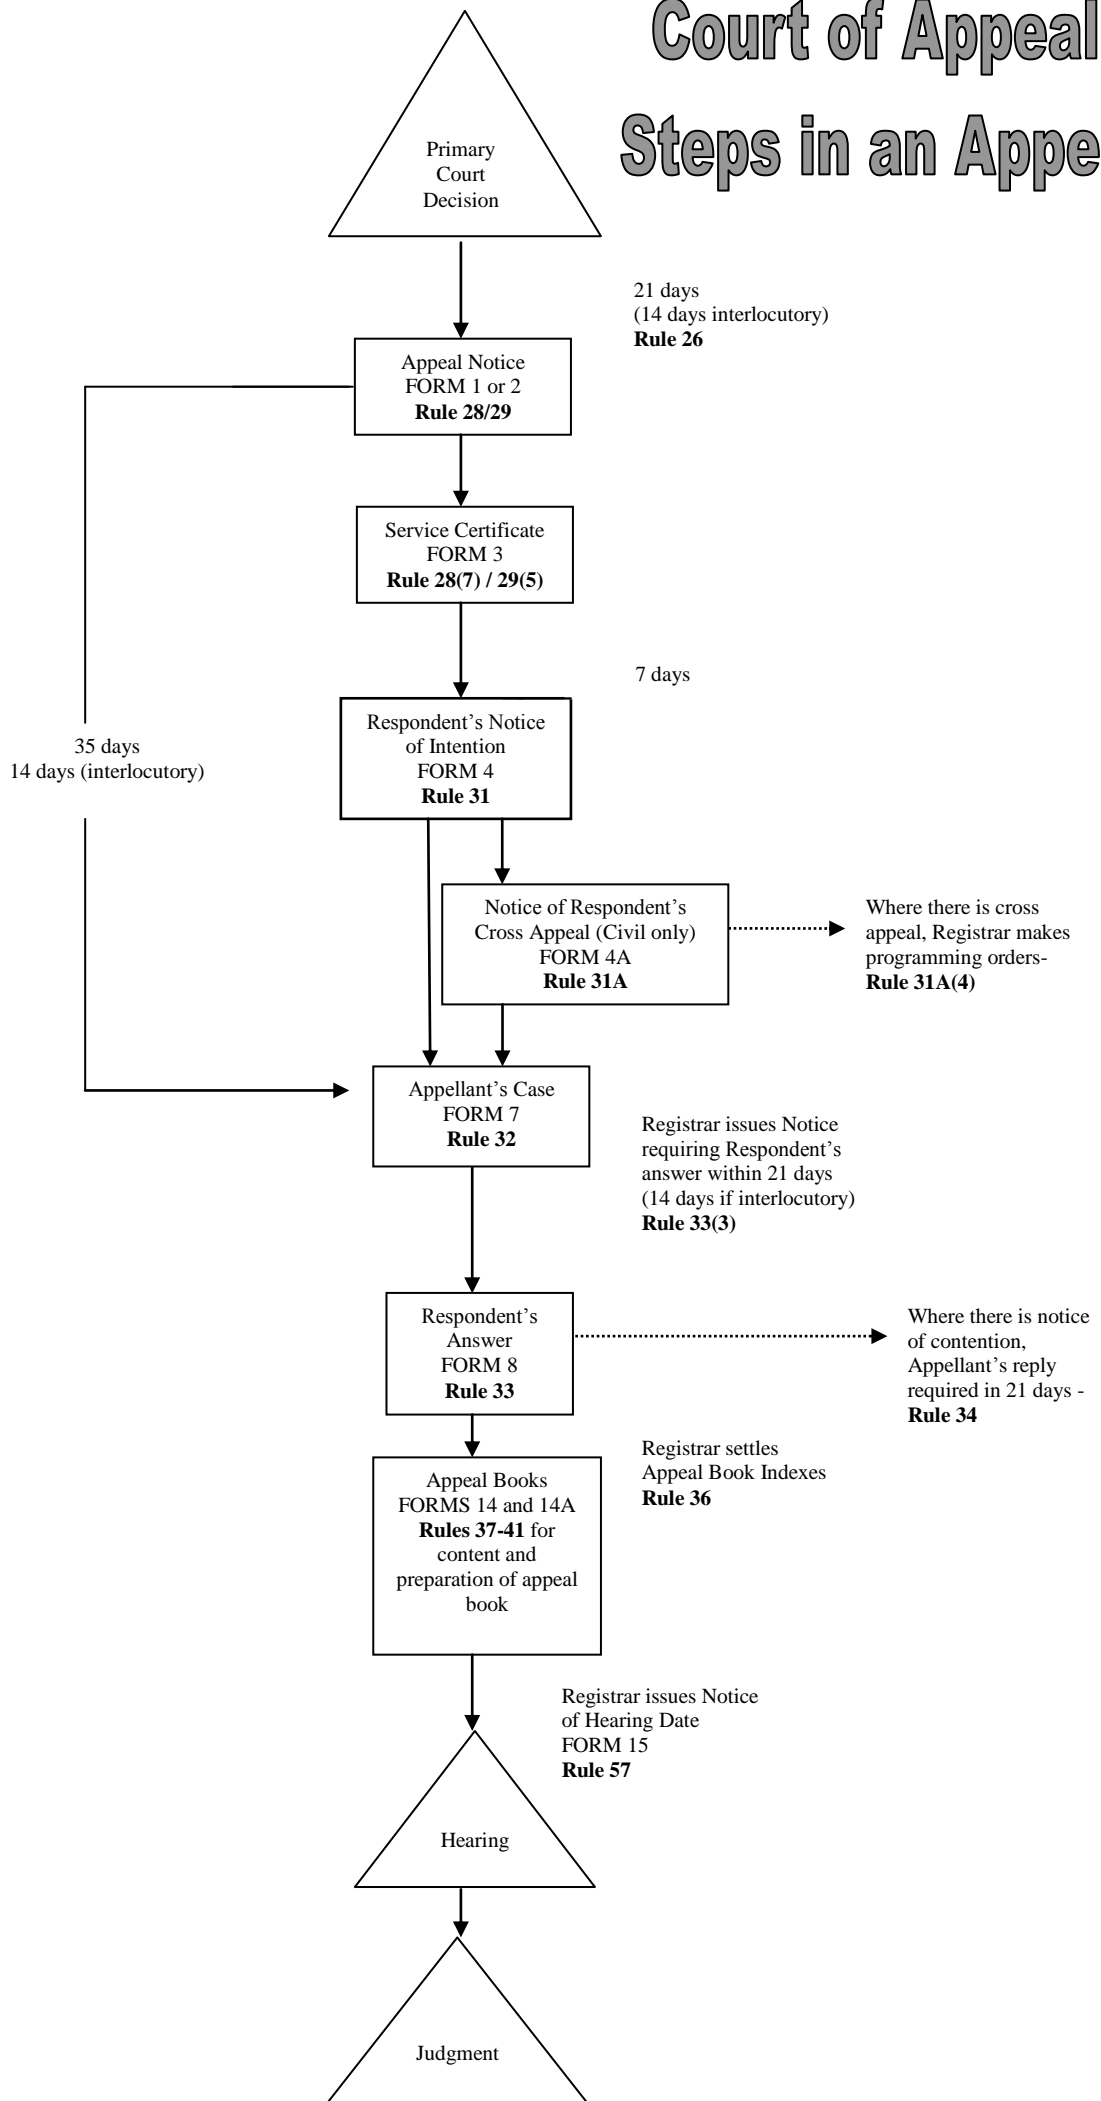 Court of Appeal
Steps in an Appe
Primary
Court
Decision
21 days
(14 days interlocutory)
Rule 26
Appeal Notice
FORM 1 or 2
Rule 28/29
Service Certificate
FORM 3
Rule 28(7) / 29(5)
7 days
Respondent’s Notice
of Intention
FORM 4
Rule 31
35 days
14 days (interlocutory)
Notice of Respondent’s
Cross Appeal (Civil only)
FORM 4A
Rule 31A
Where there is cross
appeal, Registrar makes
programming orders-
Rule 31A(4)
Appellant’s Case
FORM 7
Rule 32
Registrar issues Notice
requiring Respondent’s
answer within 21 days
(14 days if interlocutory)
Rule 33(3)
Respondent’s
Answer
FORM 8
Rule 33
Where there is notice
of contention,
Appellant’s reply
required in 21 days -
Rule 34
Registrar settles
Appeal Book Indexes
Rule 36
Appeal Books
FORMS 14 and 14A
Rules 37-41 for
content and
preparation of appeal
book
Registrar issues Notice
of Hearing Date
FORM 15
Rule 57
Hearing
Judgment